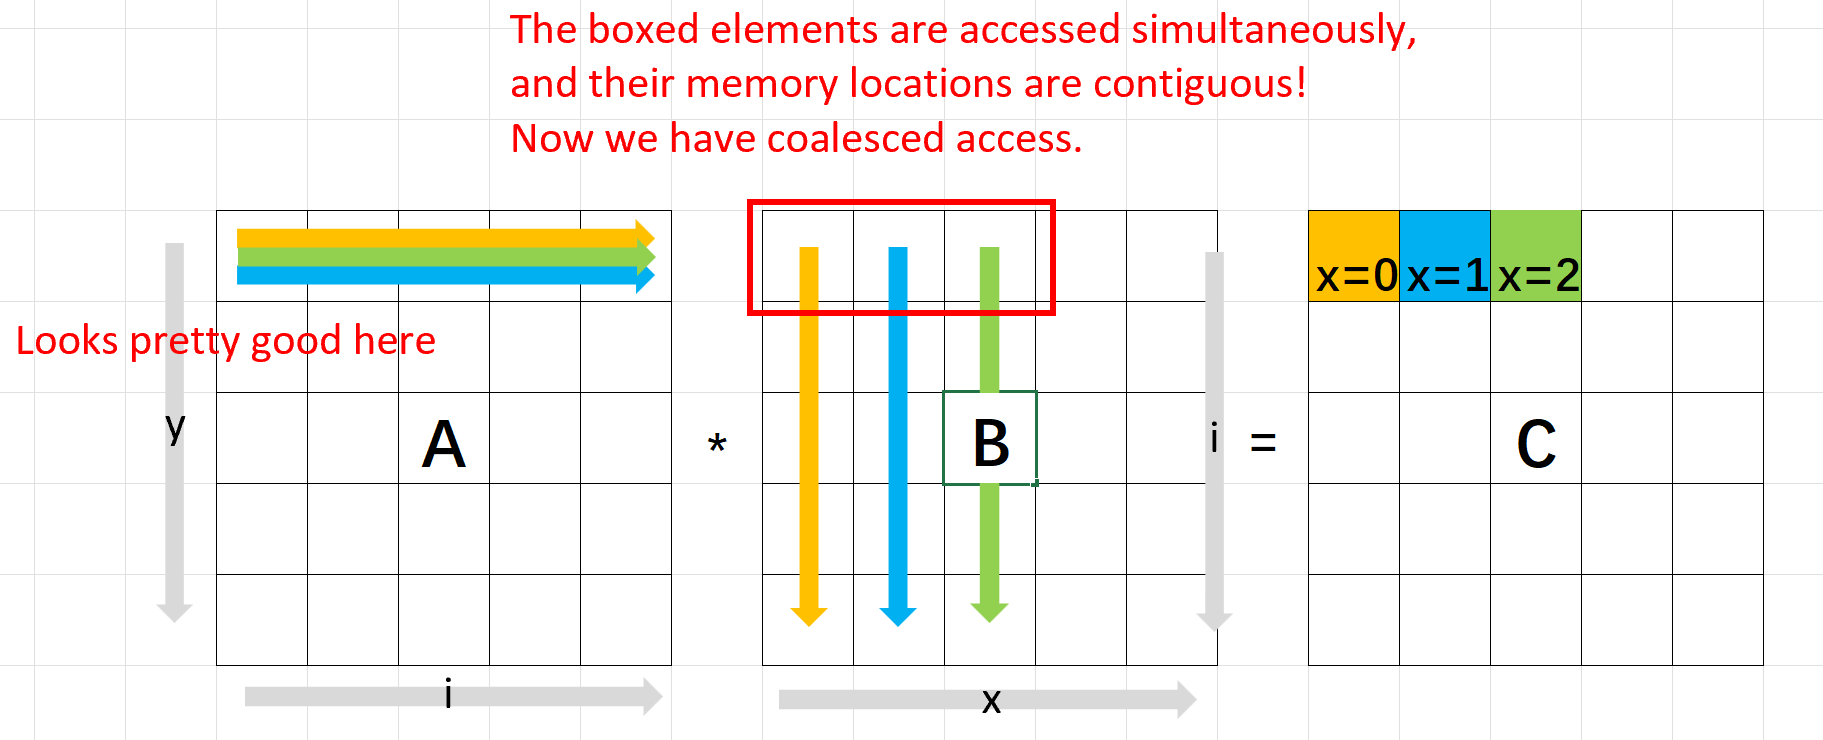 The boxed elements are accessed simultaneously,
and their memory locations are contiguous!
Now we have coalesced access.
x=0 x=1 x=2
Looks pretty good here
y
A * B i = C
i
x